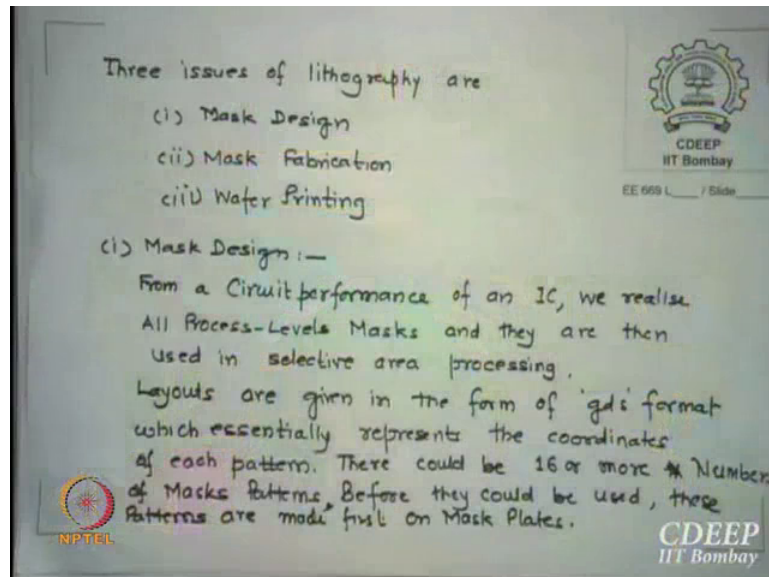 Three issues of lithography are
(i) Mask Design
(ii) Mask Fabrication
(iii) Wafer Printing
(i) Mask Design :—
From a Circuit performance of an IC, we realise
All Process-Levels Masks and they are then
used in selective area processing.
Layouts are given in the form of 'gds' format
which essentially represents the coordinates
of each pattern. There could be 16 or more Number
of Masks Patterns. Before they could be used, these
Patterns are made first on Mask Plates.
CDEEP
IIT Bombay
EE 669 L____ / Slide____
NPTEL
CDEEP
IIT Bombay